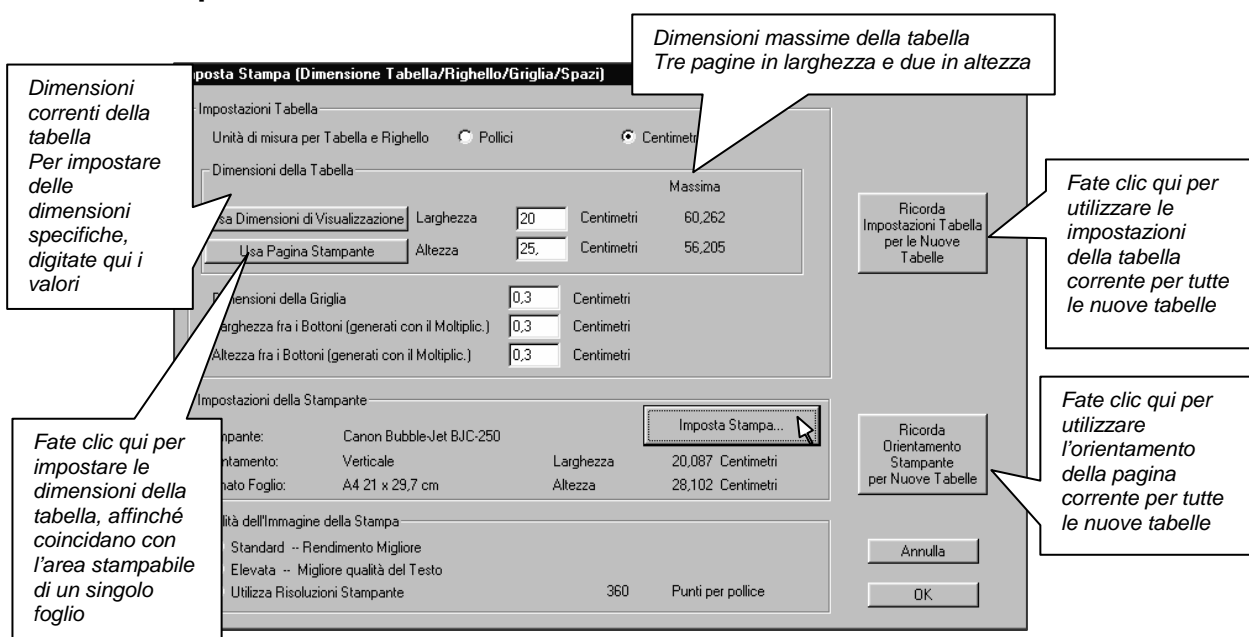 Dimensioni massime della tabella
Tre pagine in larghezza e due in altezza
Dimensioni
correnti della
tabella
Per impostare
delle
dimensioni
specifiche,
digitate qui i
valori
Stampa (Dimensione Tabella/Righello/Griglia/Spazi)
Impostazioni Tabella
Unità di misura per Tabella e Righello Pollici Centimetri
Dimensioni della Tabella
Massima
Dimensioni di Visualizzazione Larghezza 20 Centimetri 60,262
Usa Pagina Stampante Altezza 25, Centimetri 56,205
Dimensioni della Griglia 0,3 Centimetri
Larghezza fra i Bottoni (generati con il Moltiplic.) 0,3 Centimetri
Altezza fra i Bottoni (generati con il Moltiplic.) 0,3 Centimetri
Ricorda
Impostazioni Tabella
per le Nuove
Tabelle
Fate clic qui per
utilizzare le
impostazioni
della tabella
corrente per tutte
le nuove tabelle
Impostazioni della Stampante
Imposta Stampa...
Canon Bubble-Jet BJC-250
Verticale Larghezza 20,087 Centimetri
Foglio: A4 21 x 29,7 cm Altezza 28,102 Centimetri
Ricorda
Orientamento
Stampante
per Nuove Tabelle
Fate clic qui per
utilizzare
l'orientamento
della pagina
corrente per tutte
le nuove tabelle
Fate clic qui per
impostare le
dimensioni della
tabella, affinché
coincidano con
l'area stampabile
di un singolo
foglio
dell'Immagine della Stampa
Standard -- Rendimento Migliore
Elevata -- Migliore qualità del Testo
Utilizza Risoluzioni Stampante 360 Punti per pollice
Annulla
OK